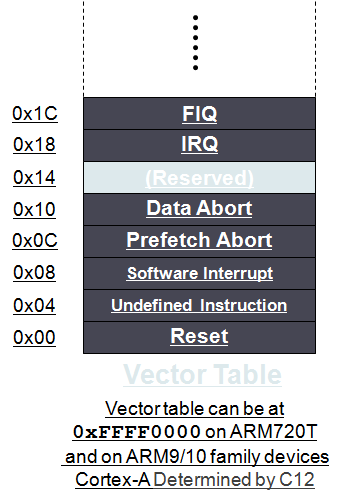 0x1C FIQ
0x18 IRQ
0x14 (Reserved)
0x10 Data Abort
0x0C Prefetch Abort
0x08 Software Interrupt
0x04 Undefined Instruction
0x00 Reset
Vector Table
Vector table can be at
0xFFFF0000 on ARM720T
and on ARM9/10 family devices
Cortex-A Determined by C12